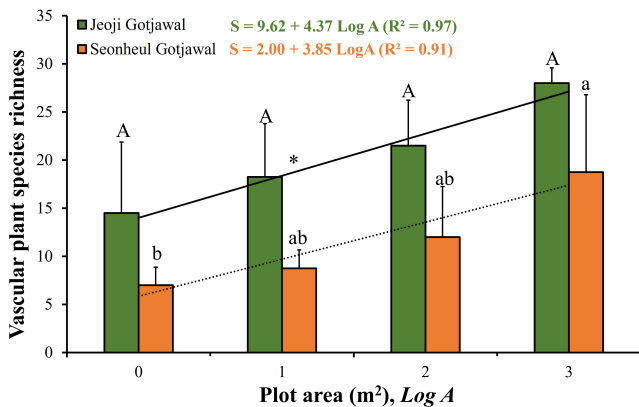 Jeoji Gotjawal S = 9.62 + 4.37 Log A (R² = 0.97)
Seonheul Gotjawal S = 2.00 + 3.85 LogA (R² = 0.91)
Vascular plant species richness
35
30
25
20
15
10
5
0
A
A
A
A
*
b
ab
ab
a
0 1 2 3
Plot area (m²), Log A